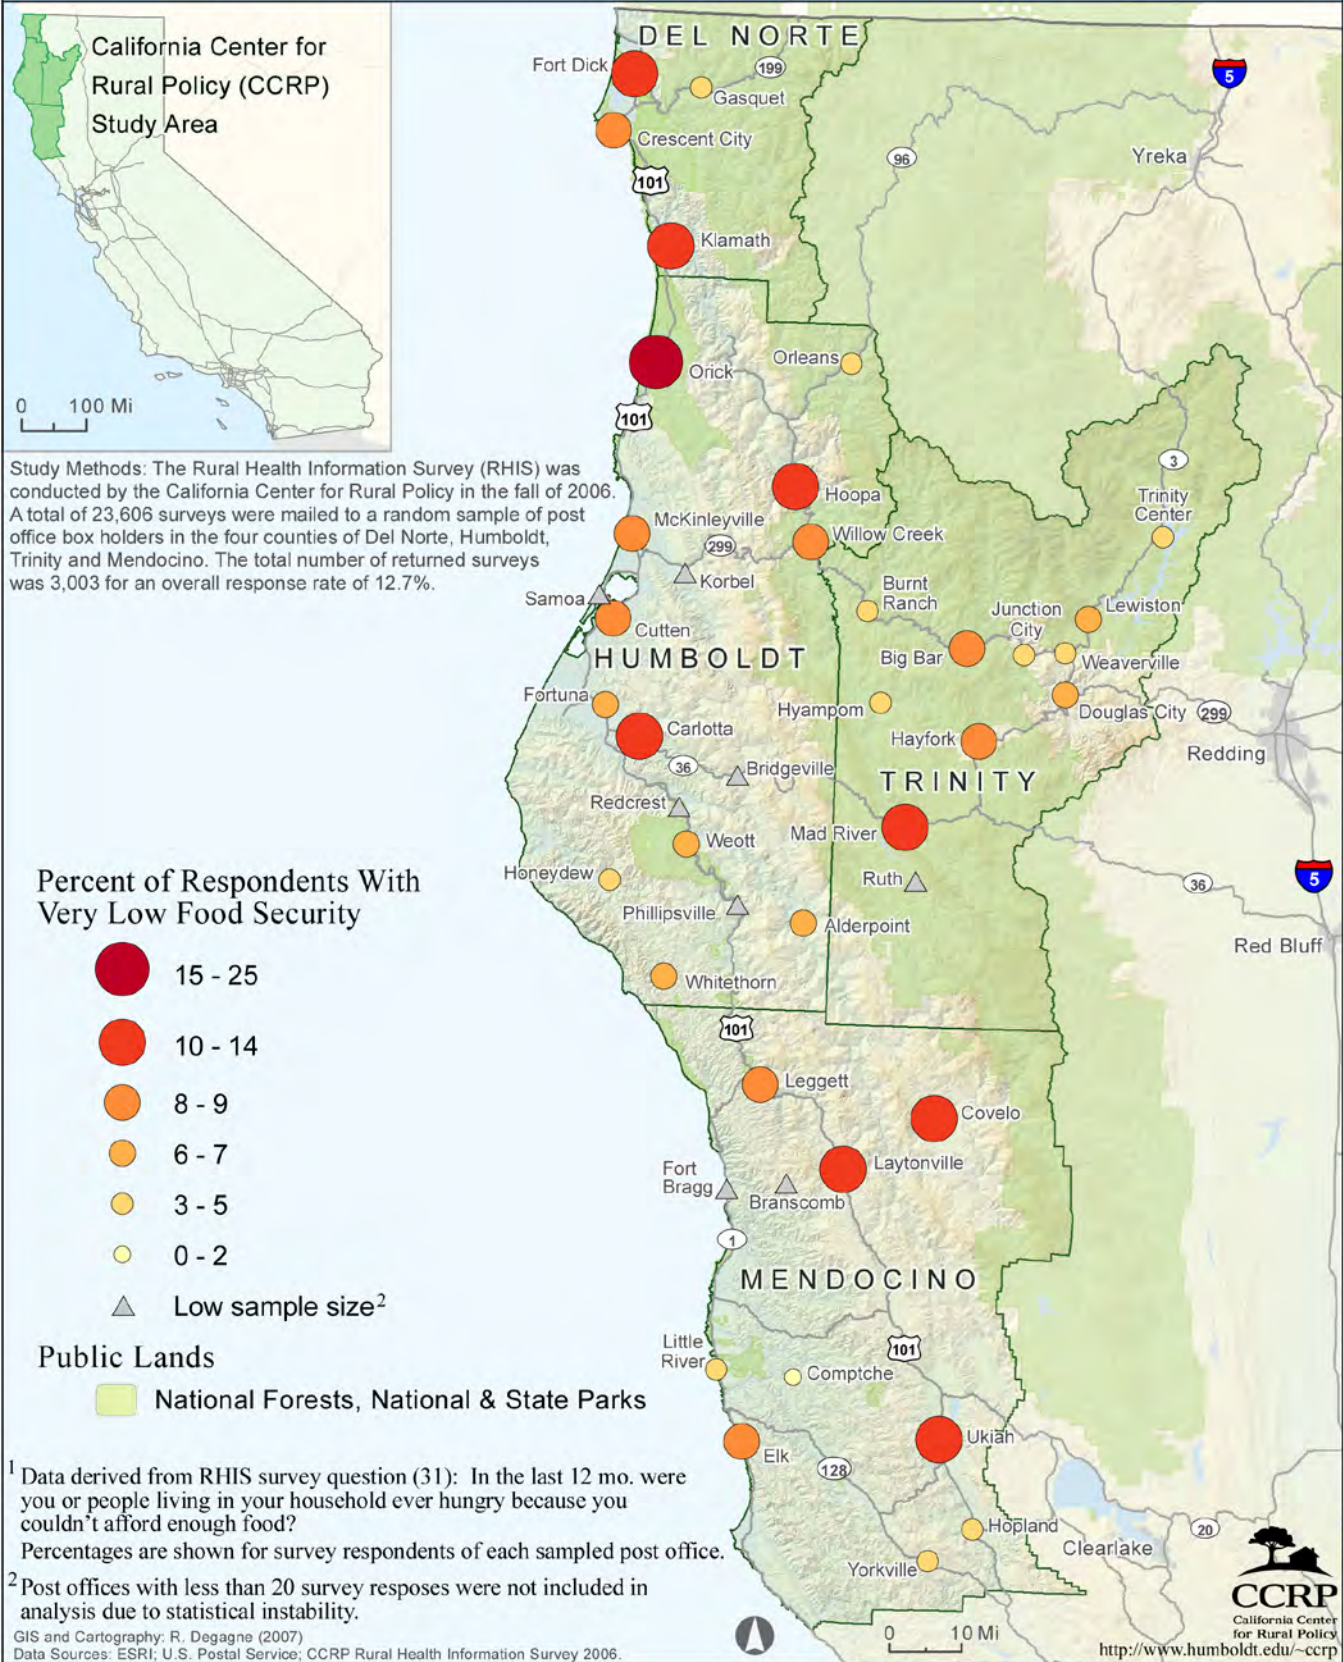 California Center for
Rural Policy (CCRP)
Study Area
0 100 Mi
Study Methods: The Rural Health Information Survey (RHIS) was
conducted by the California Center for Rural Policy in the fall of 2006.
A total of 23,606 surveys were mailed to a random sample of post
office box holders in the four counties of Del Norte, Humboldt,
Trinity and Mendocino. The total number of returned surveys
was 3,003 for an overall response rate of 12.7%.
DEL NORTE
Fort Dick
199
Gasquet
5
Crescent City
96
Yreka
101
Klamath
Orleans
Orick
101
3
Hoopa
Trinity
Center
McKinleyville
Willow Creek
299
Korbel
Burnt
Ranch
Samoa
Junction
City
Lewiston
Cutten
HUMBOLDT
Big Bar
Weaverville
Fortuna
Hyampom
Douglas City
299
Carlotta
Hayfork
Redding
36
Bridgeville
TRINITY
Redcrest
Mad River
Weott
Honeydew
Ruth
36
5
Phillipsville
Alderpoint
Red Bluff
Whitethorn
101
Leggett
Covelo
Laytonville
Fort
Bragg
Branscomb
1
MENDOCINO
Little
River
101
Comptche
Elk
Ukiah
128
Hopland
20
Clearlake
Yorkville
Percent of Respondents With
Very Low Food Security
15 - 25
10 - 14
8 - 9
6 - 7
3 - 5
0 - 2
Low sample size2
Public Lands
National Forests, National & State Parks
1 Data derived from RHIS survey question (31): In the last 12 mo. were
you or people living in your household ever hungry because you
couldn't afford enough food?
Percentages are shown for survey respondents of each sampled post office.
2 Post offices with less than 20 survey resposes were not included in
analysis due to statistical instability.
GIS and Cartography: R. Degagne (2007)
Data Sources: ESRI; U.S. Postal Service; CCRP Rural Health Information Survey 2006.
0 10 Mi
CCRP
California Center
for Rural Policy
http://www.humboldt.edu/~ccrp